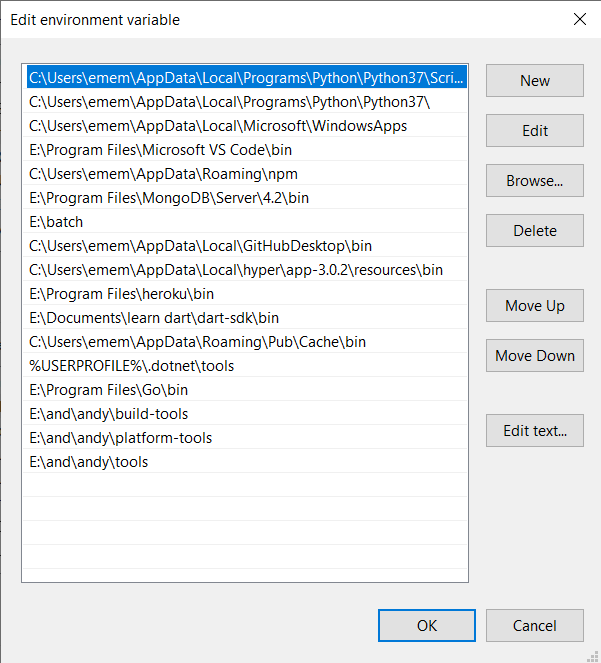 Edit environment variable
C:\Users\emem\AppData\Local\Programs\Python\Python37\Scri...
C:\Users\emem\AppData\Local\Programs\Python\Python37\
C:\Users\emem\AppData\Local\Microsoft\WindowsApps
E:\Program Files\Microsoft VS Code\bin
C:\Users\emem\AppData\Roaming\npm
E:\Program Files\MongoDB\Server\4.2\bin
E:\batch
C:\Users\emem\AppData\Local\GitHubDesktop\bin
C:\Users\emem\AppData\Local\hyper\app-3.0.2\resources\bin
E:\Program Files\heroku\bin
E:\Documents\learn dart\dart-sdk\bin
C:\Users\emem\AppData\Roaming\Pub\Cache\bin
%USERPROFILE%\.dotnet\tools
E:\Program Files\Go\bin
E:\and\andy\build-tools
E:\and\andy\platform-tools
E:\and\andy\tools
New
Edit
Browse...
Delete
Move Up
Move Down
Edit text...
OK
Cancel